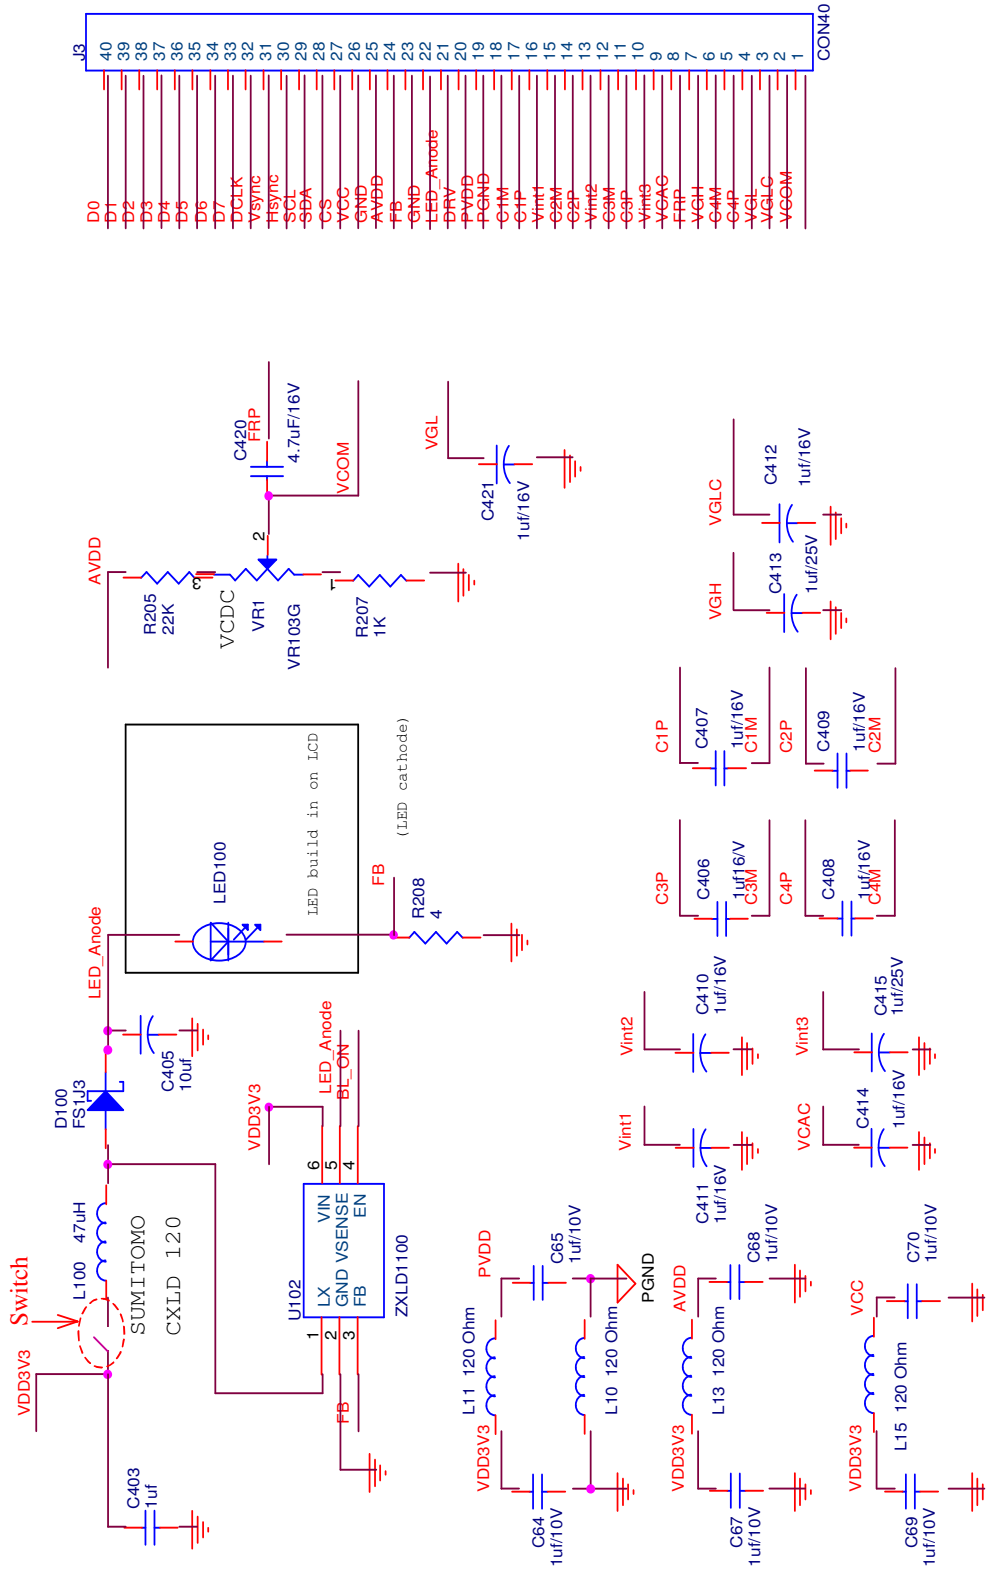 Switch
VDD3V3
C403
1uf
L100 47uH
SUMITOMO
CXLD 120
D100
FS1J3
C405
10uf
LED_Anode
LED100
LED build in on LCD
(LED cathode)
FB
R208
4
VDD3V3
LED_Anode
BL_ON
U102
1
2
3
6
5
4
LX VIN
GND VSENSE
FB EN
FB
ZXLD1100
AVDD
R205
22K
3
VCDC
VR1
VR103G
2
1
R207
1K
C420
FRP
4.7uF/16V
VCOM
VGL
C421
1uf/16V
VDD3V3
L11 120 Ohm
PVDD
C64
1uf/10V
C65
1uf/10V
L10 120 Ohm
PGND
VDD3V3
L13 120 Ohm
AVDD
C67
1uf/10V
C68
1uf/10V
VDD3V3
L15 120 Ohm
VCC
C69
1uf/10V
C70
1uf/10V
Vint1
C411
1uf/16V
Vint2
C410
1uf/16V
VCAC
C414
1uf/16V
Vint3
C415
1uf/25V
C3P
C406
1uf16/V
C3M
C1P
C407
1uf/16V
C1M
C4P
C408
1uf/16V
C4M
C2P
C409
1uf/16V
C2M
VGH
C413
1uf/25V
VGLC
C412
1uf/16V
J3
D0 40
D1 39
D2 38
D3 37
D4 36
D5 35
D6 34
D7 33
DCLK 32
Vsync 31
Hsync 30
SCL 29
SDA 28
CS 27
VCC 26
GND 25
AVDD 24
FB 23
GND 22
LED_Anode 21
DRV 20
PVDD 19
PGND 18
C1M 17
C1P 16
Vint1 15
C2M 14
C2P 13
Vint2 12
C3M 11
C3P 10
Vint3 9
VCAC 8
FRP 7
VGH 6
C4M 5
C4P 4
VGL 3
VGLC 2
VCOM 1
CON40